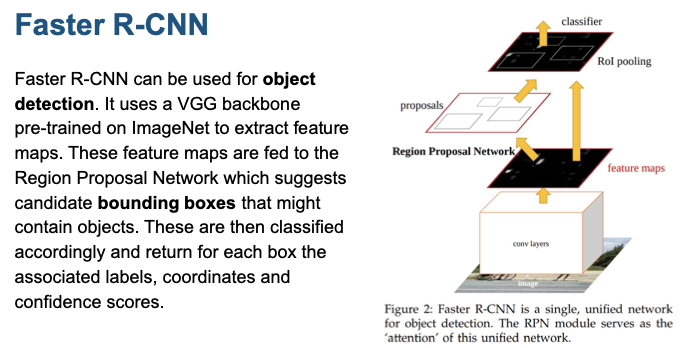 Faster R-CNN
Faster R-CNN can be used for object
detection. It uses a VGG backbone
pre-trained on ImageNet to extract feature
maps. These feature maps are fed to the
Region Proposal Network which suggests
candidate bounding boxes that might
contain objects. These are then classified
accordingly and return for each box the
associated labels, coordinates and
confidence scores.
classifier
RoI pooling
proposals
Region Proposal Network
feature maps
conv layers
image
Figure 2: Faster R-CNN is a single, unified network
for object detection. The RPN module serves as the
‘attention’ of this unified network.